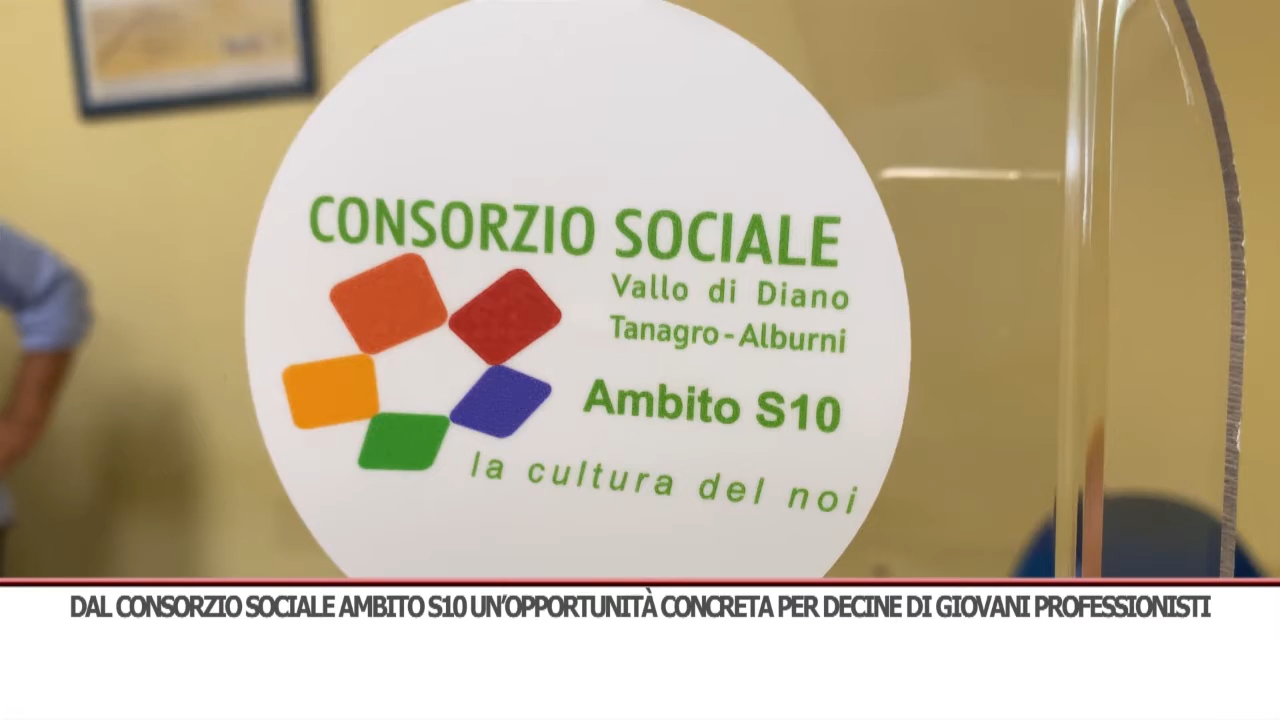 CONSORZIO SOCIALE
Vallo di Diano
Tanagro-Alburni
Ambito S10
la cultura del noi
DAL CONSORZIO SOCIALE AMBITO S10 UN'OPPORTUNITÀ CONCRETA PER DECINE DI GIOVANI PROFESSIONISTI